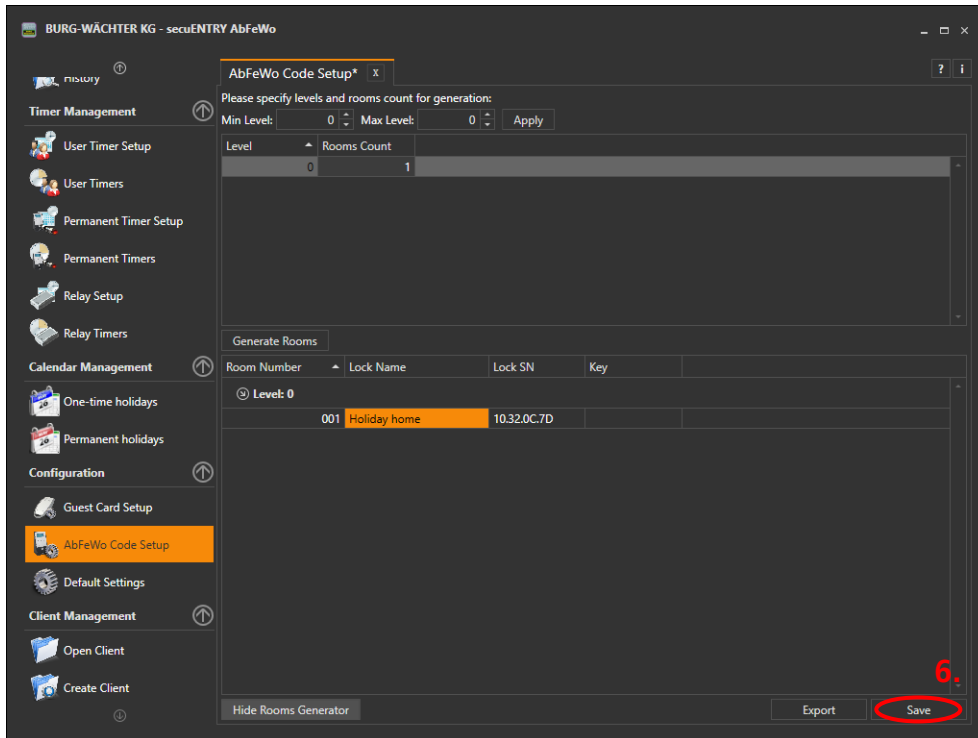 BURG-WÄCHTER KG - secuENTRY AbFeWo
History
Timer Management
User Timer Setup
User Timers
Permanent Timer Setup
Permanent Timers
Relay Setup
Relay Timers
Calendar Management
One-time holidays
Permanent holidays
Configuration
Guest Card Setup
AbFeWo Code Setup
Default Settings
Client Management
Open Client
Create Client
AbFeWo Code Setup* x
? i
Please specify levels and rooms count for generation:
Min Level: 0 Max Level: 0 Apply
Level Rooms Count
0 1
Generate Rooms
Room Number Lock Name Lock SN Key
Level: 0
001 Holiday home 10.32.0C.7D
6.
Hide Rooms Generator Export Save